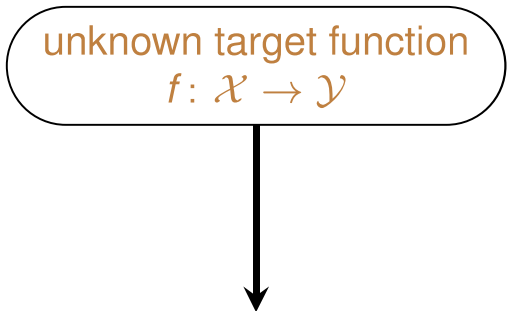 unknown target function
f : 𝒳 → 𝒴